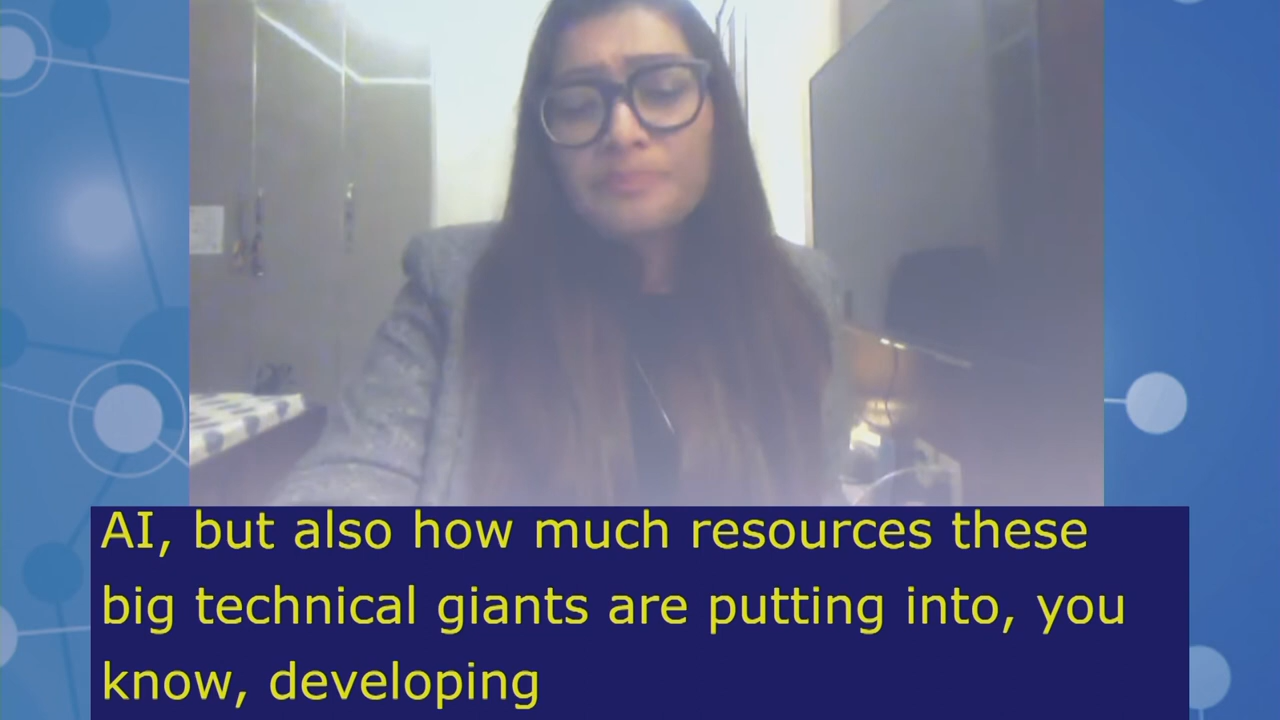 AI, but also how much resources these
big technical giants are putting into, you
know, developing